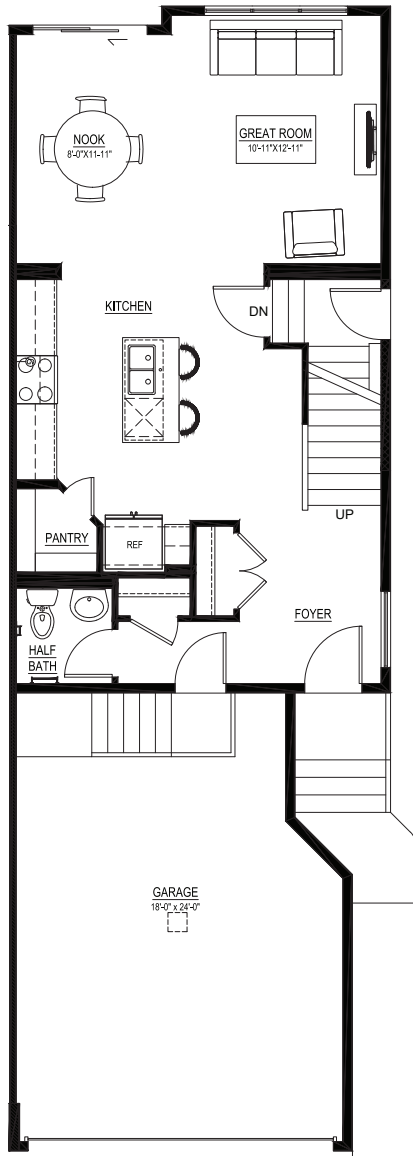 NOOK
8'-0"X11-11"
GREAT ROOM
10'-11"X12'-11"
KITCHEN
DN
UP
PANTRY
REF
FOYER
HALF
BATH
GARAGE
18'-0" x 24'-0"